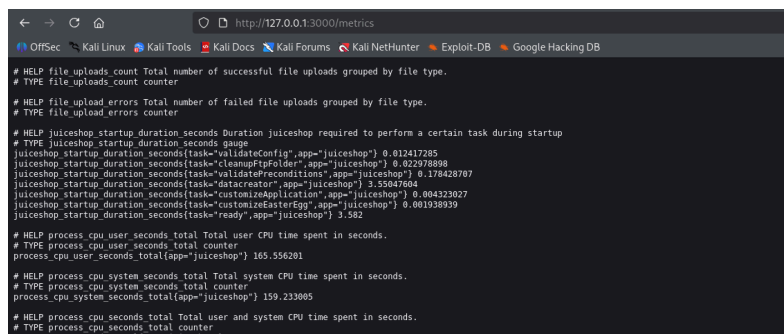 http://127.0.0.1:3000/metrics
OffSec Kali Linux Kali Tools Kali Docs Kali Forums Kali NetHunter Exploit-DB Google Hacking DB
# HELP file_uploads_count Total number of successful file uploads grouped by file type.
# TYPE file_uploads_count counter
# HELP file_upload_errors Total number of failed file uploads grouped by file type.
# TYPE file_upload_errors counter
# HELP juiceshop_startup_duration_seconds Duration juiceshop required to perform a certain task during startup
# TYPE juiceshop_startup_duration_seconds gauge
juiceshop_startup_duration_seconds{task="validateConfig",app="juiceshop"} 0.012417285
juiceshop_startup_duration_seconds{task="cleanupFtpFolder",app="juiceshop"} 0.022978898
juiceshop_startup_duration_seconds{task="validatePreconditions",app="juiceshop"} 0.178428707
juiceshop_startup_duration_seconds{task="datacreator",app="juiceshop"} 3.55047604
juiceshop_startup_duration_seconds{task="customizeApplication",app="juiceshop"} 0.004323027
juiceshop_startup_duration_seconds{task="customizeEasterEgg",app="juiceshop"} 0.001938939
juiceshop_startup_duration_seconds{task="ready",app="juiceshop"} 3.582
# HELP process_cpu_user_seconds_total Total user CPU time spent in seconds.
# TYPE process_cpu_user_seconds_total counter
process_cpu_user_seconds_total{app="juiceshop"} 165.556201
# HELP process_cpu_system_seconds_total Total system CPU time spent in seconds.
# TYPE process_cpu_system_seconds_total counter
process_cpu_system_seconds_total{app="juiceshop"} 159.233005
# HELP process_cpu_seconds_total Total user and system CPU time spent in seconds.
# TYPE process_cpu_seconds_total counter